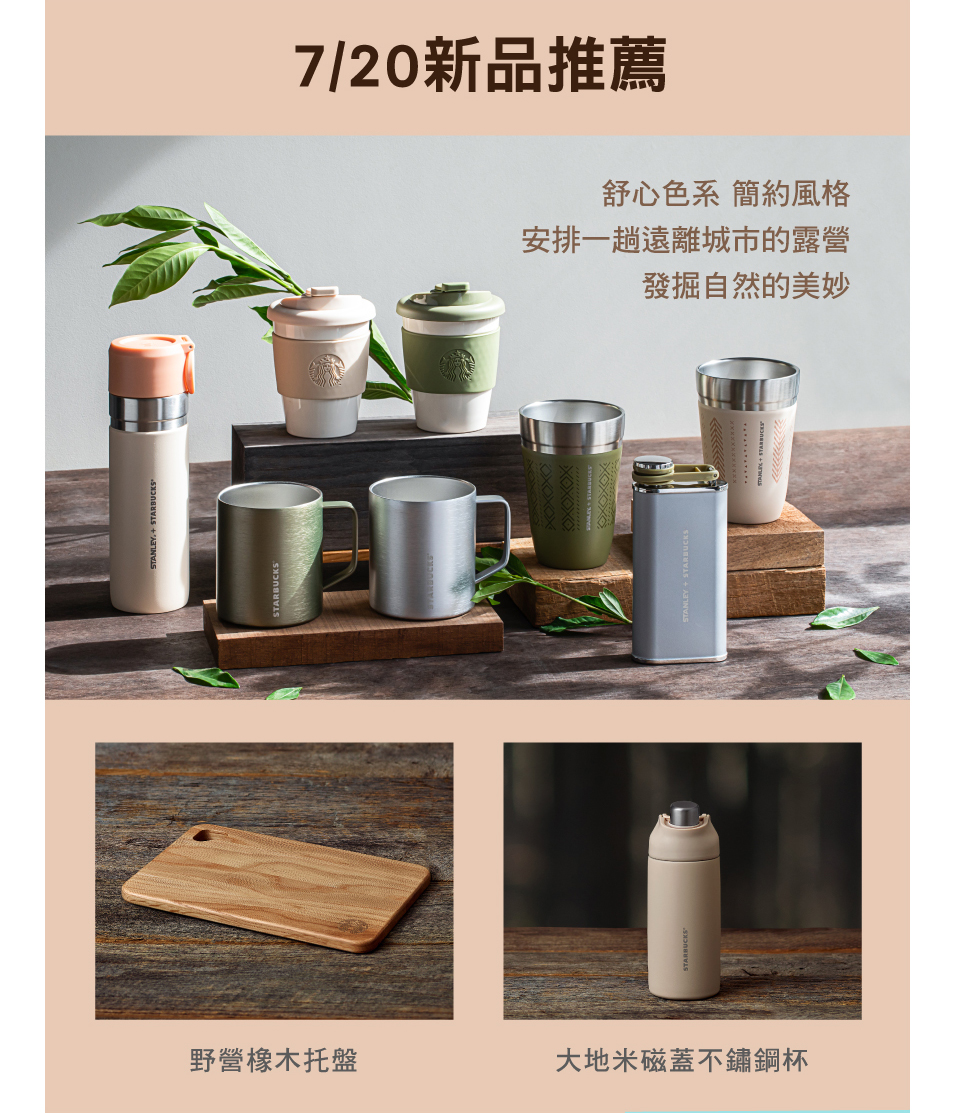 7/20新品推薦
舒心色系 簡約風格
安排一趟遠離城市的露營
發掘自然的美妙
STANLEY. + STARBUCKS®
STARBUCKS
STARBUCKS
STANLEY + STARBUCKS
STANLEY + STARBUCKS
STANLEY. + STARBUCKS
STARBUCKS
野營橡木托盤
大地米磁蓋不鏽鋼杯